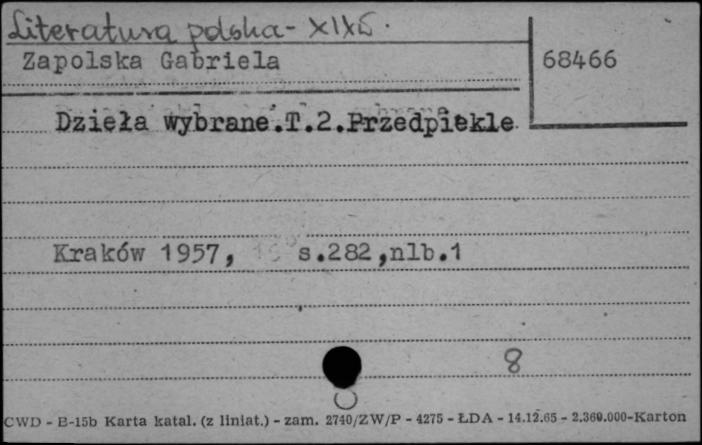 Literatura polska - XIX
Zapolska Gabriela
68466
Dzieła wybrane.T.2.Przedpiekle
Kraków 1957, s.282,nlb.1
8
CWD - B-15b Karta katal. (z liniat.) - zam. 2740/ZW/P - 4275 - ŁDA - 14.12.65 - 2.360.000-Karton